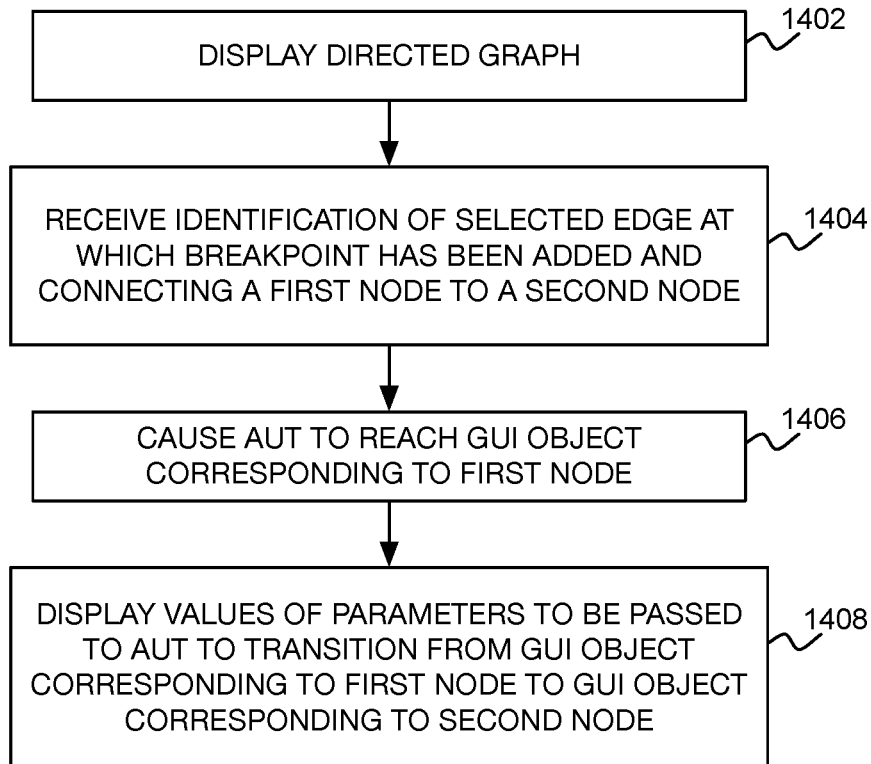 1402
DISPLAY DIRECTED GRAPH
1404
RECEIVE IDENTIFICATION OF SELECTED EDGE AT
WHICH BREAKPOINT HAS BEEN ADDED AND
CONNECTING A FIRST NODE TO A SECOND NODE
1406
CAUSE AUT TO REACH GUI OBJECT
CORRESPONDING TO FIRST NODE
1408
DISPLAY VALUES OF PARAMETERS TO BE PASSED
TO AUT TO TRANSITION FROM GUI OBJECT
CORRESPONDING TO FIRST NODE TO GUI OBJECT
CORRESPONDING TO SECOND NODE